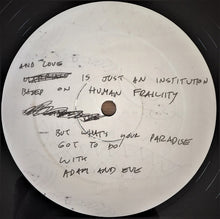 AND LOVE
IS JUST AN INSTITUTION
BASED ON HUMAN FRAILITY
BUT WHAT'S YOUR PARADISE
GOT TO DO
WITH
ADAM AND EVE